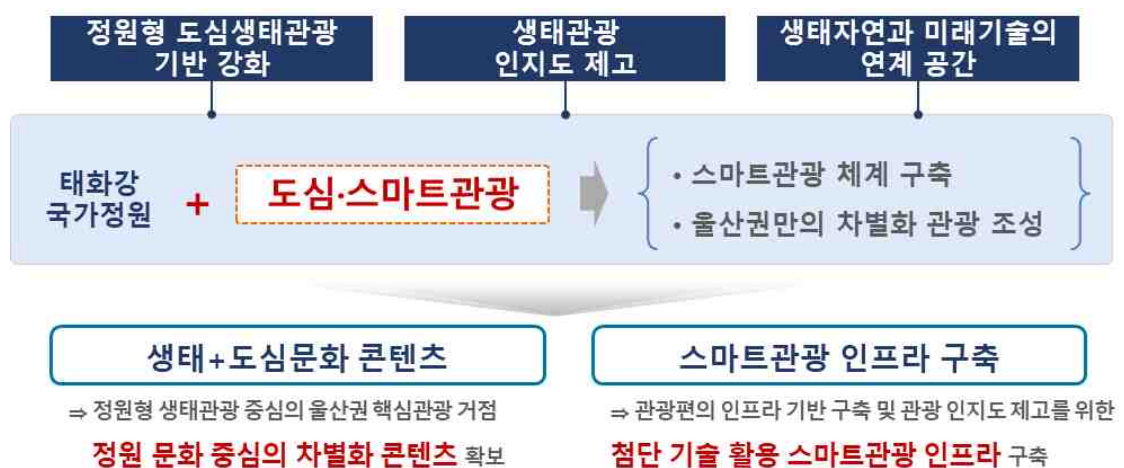 정원형 도심생태관광
기반 강화
생태관광
인지도 제고
생태자연과 미래기술의
연계 공간
태화강
국가정원
+
도심·스마트관광
• 스마트관광 체계 구축
• 울산권만의 차별화 관광 조성
생태+도심문화 콘텐츠
⇒ 정원형 생태관광 중심의 울산권 핵심관광 거점
정원 문화 중심의 차별화 콘텐츠 확보
스마트관광 인프라 구축
⇒ 관광편의 인프라 기반 구축 및 관광 인지도 제고를 위한
첨단 기술 활용 스마트관광 인프라 구축